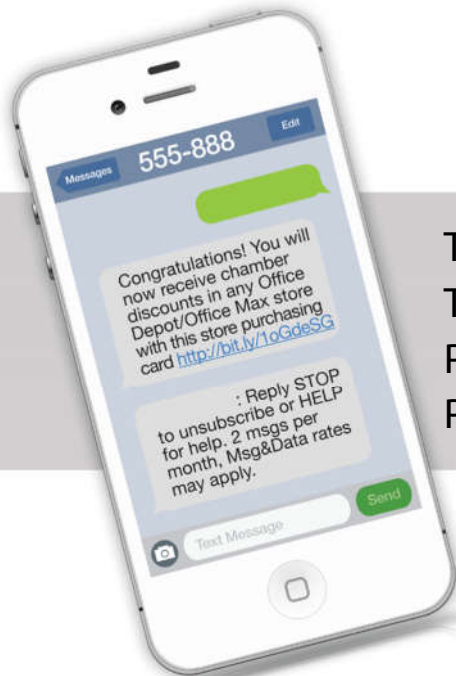 Messages
555-888
Edit
Congratulations! You will
now receive chamber
discounts in any Office
Depot/Office Max store
with this store purchasing
card http://bit.ly/1oGdeSG
: Reply STOP
to unsubscribe or HELP
for help. 2 msgs per
month, Msg&Data rates
may apply.
Text Message
Send